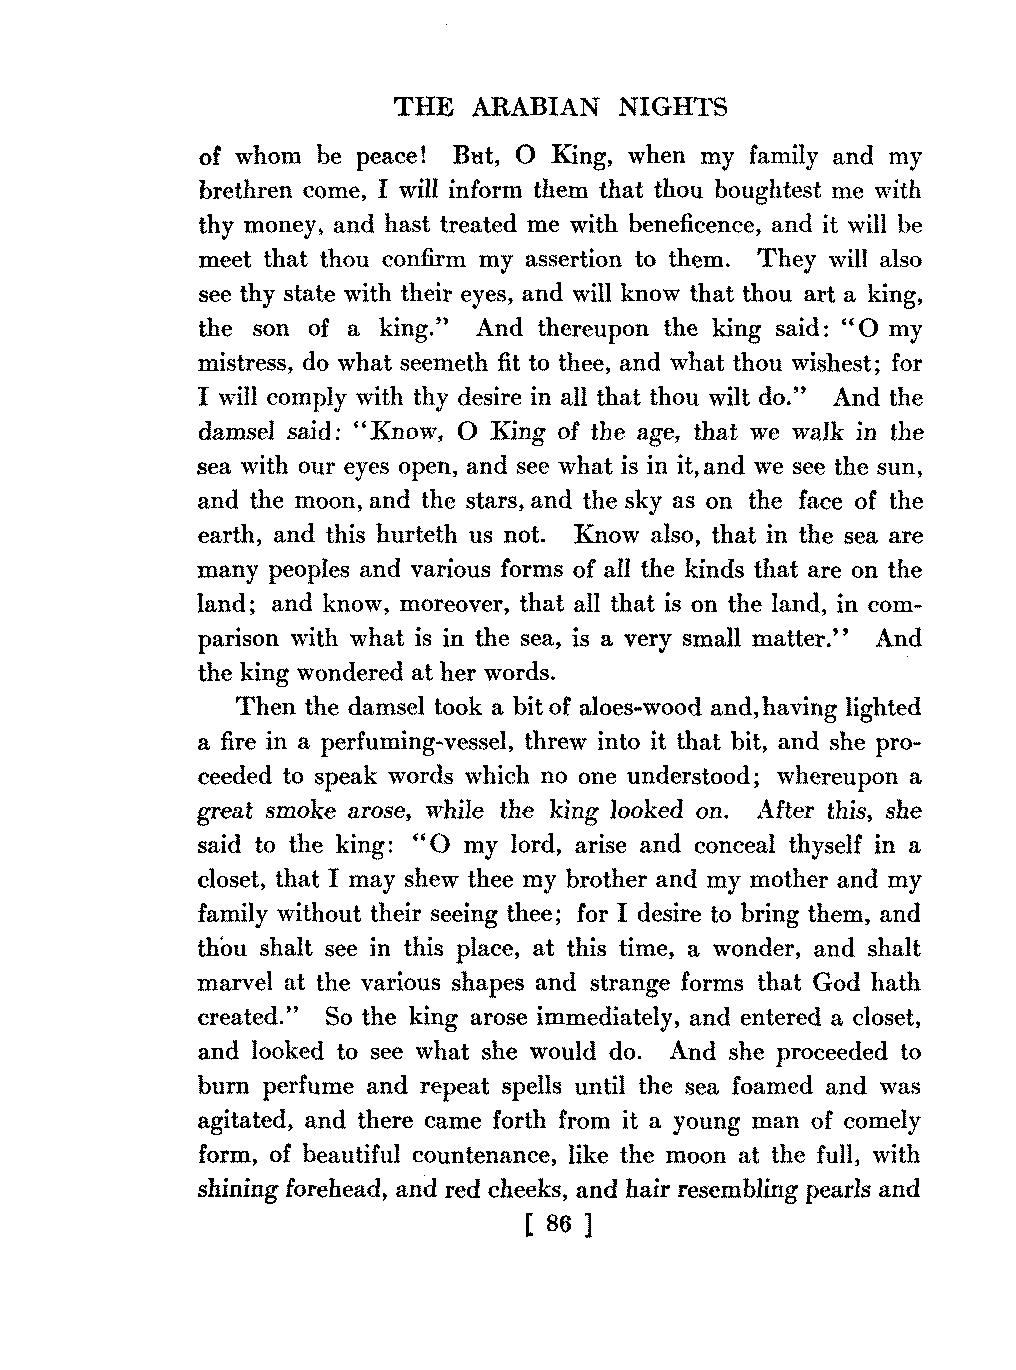 THE ARABIAN NIGHTS
of whom be peace! But, O King, when my family and my
brethren come, I will inform them that thou boughtest me with
thy money, and hast treated me with beneficence, and it will be
meet that thou confirm my assertion to them. They will also
see thy state with their eyes, and will know that thou art a king,
the son of a king.” And thereupon the king said: “O my
mistress, do what seemeth fit to thee, and what thou wishest; for
I will comply with thy desire in all that thou wilt do.” And the
damsel said: “Know, O King of the age, that we walk in the
sea with our eyes open, and see what is in it, and we see the sun,
and the moon, and the stars, and the sky as on the face of the
earth, and this hurteth us not. Know also, that in the sea are
many peoples and various forms of all the kinds that are on the
land; and know, moreover, that all that is on the land, in com-
parison with what is in the sea, is a very small matter.” And
the king wondered at her words.
Then the damsel took a bit of aloes-wood and, having lighted
a fire in a perfuming-vessel, threw into it that bit, and she pro-
ceeded to speak words which no one understood; whereupon a
great smoke arose, while the king looked on. After this, she
said to the king: “O my lord, arise and conceal thyself in a
closet, that I may shew thee my brother and my mother and my
family without their seeing thee; for I desire to bring them, and
thou shalt see in this place, at this time, a wonder, and shalt
marvel at the various shapes and strange forms that God hath
created.” So the king arose immediately, and entered a closet,
and looked to see what she would do. And she proceeded to
burn perfume and repeat spells until the sea foamed and was
agitated, and there came forth from it a young man of comely
form, of beautiful countenance, like the moon at the full, with
shining forehead, and red cheeks, and hair resembling pearls and
[ 86 ]